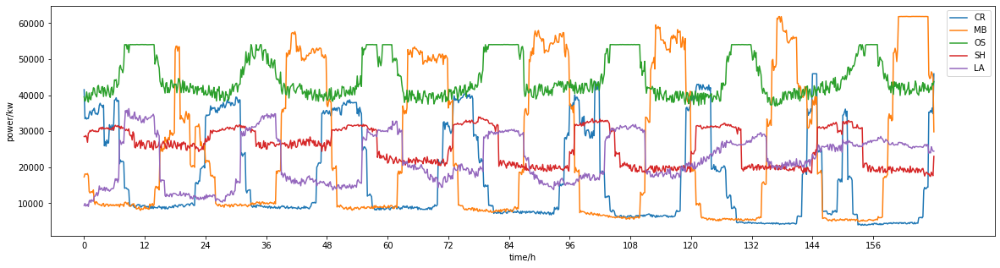 60000
50000
40000
30000
20000
10000
power/kw
0 12 24 36 48 60 72 84 96 108 120 132 144 156
time/h
CR
MB
OS
SH
LA